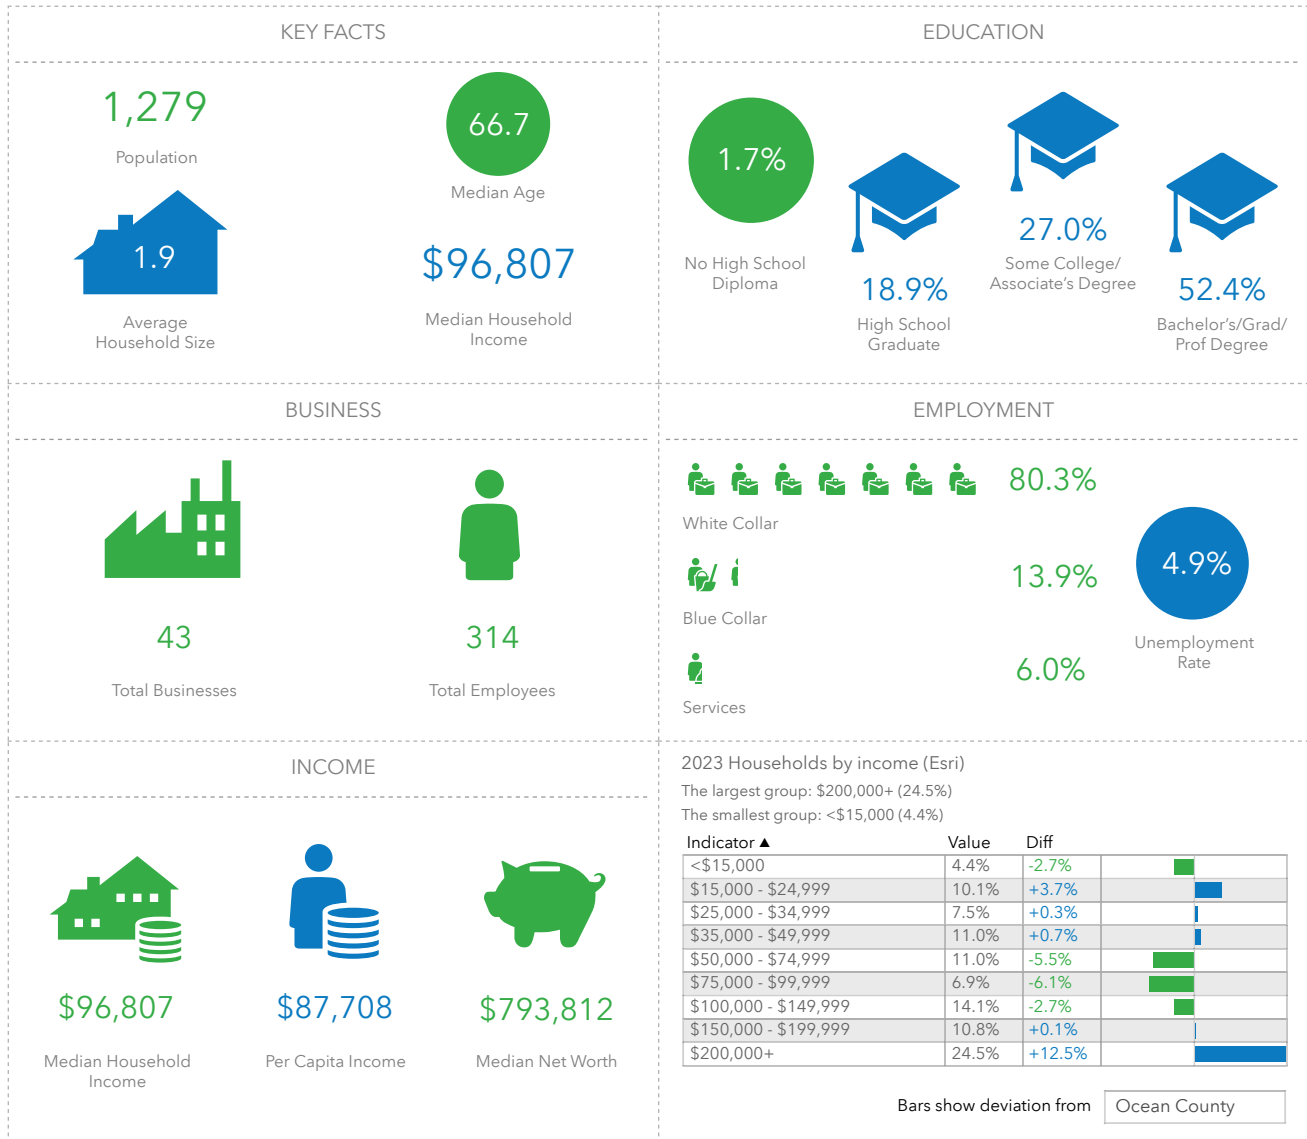 KEY FACTS
1,279
Population
66.7
Median Age
1.9
Average
Household Size
$96,807
Median Household
Income
EDUCATION
1.7%
No High School
Diploma
18.9%
High School
Graduate
27.0%
Some College/
Associate's Degree
52.4%
Bachelor's/Grad/
Prof Degree
BUSINESS
43
Total Businesses
314
Total Employees
EMPLOYMENT
80.3%
White Collar
13.9%
Blue Collar
6.0%
Services
4.9%
Unemployment
Rate
INCOME
$96,807
Median Household
Income
$87,708
Per Capita Income
$793,812
Median Net Worth
2023 Households by income (Esri)
The largest group: $200,000+ (24.5%)
The smallest group: <$15,000 (4.4%)
Indicator ▲ Value Diff
<$15,000 4.4% -2.7%
$15,000 - $24,999 10.1% +3.7%
$25,000 - $34,999 7.5% +0.3%
$35,000 - $49,999 11.0% +0.7%
$50,000 - $74,999 11.0% -5.5%
$75,000 - $99,999 6.9% -6.1%
$100,000 - $149,999 14.1% -2.7%
$150,000 - $199,999 10.8% +0.1%
$200,000+ 24.5% +12.5%
Bars show deviation from Ocean County